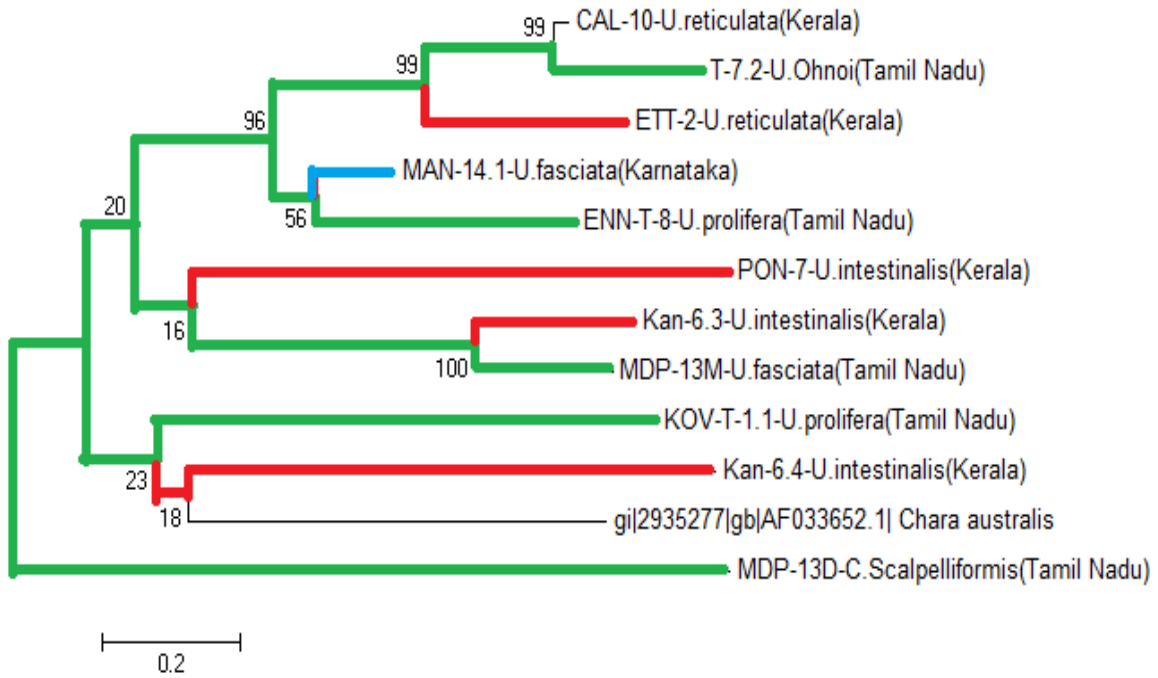 99
CAL-10-U.reticulata(Kerala)
99
T-7.2-U.Ohnoi(Tamil Nadu)
96
ETT-2-U.reticulata(Kerala)
MAN-14.1-U.fasciata(Karnataka)
20
56
ENN-T-8-U.prolifera(Tamil Nadu)
PON-7-U.intestinalis(Kerala)
16
Kan-6.3-U.intestinalis(Kerala)
100
MDP-13M-U.fasciata(Tamil Nadu)
KOV-T-1.1-U.prolifera(Tamil Nadu)
23
Kan-6.4-U.intestinalis(Kerala)
18
gi|2935277|gb|AF033652.1| Chara australis
MDP-13D-C.Scalpelliformis(Tamil Nadu)
0.2